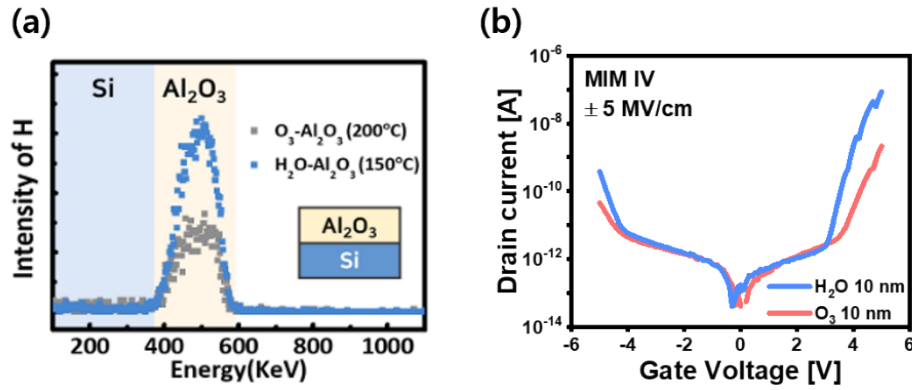 (a)
Si
Al₂O₃
O₃-Al₂O₃ (200°C)
H₂O-Al₂O₃ (150°C)
Al₂O₃
Si
Intensity of H
200
400
600
800
1000
Energy(KeV)
(b)
MIM IV
± 5 MV/cm
H₂O 10 nm
O₃ 10 nm
Drain current [A]
10⁻⁶
10⁻⁸
10⁻¹⁰
10⁻¹²
10⁻¹⁴
-6
-4
-2
0
2
4
6
Gate Voltage [V]